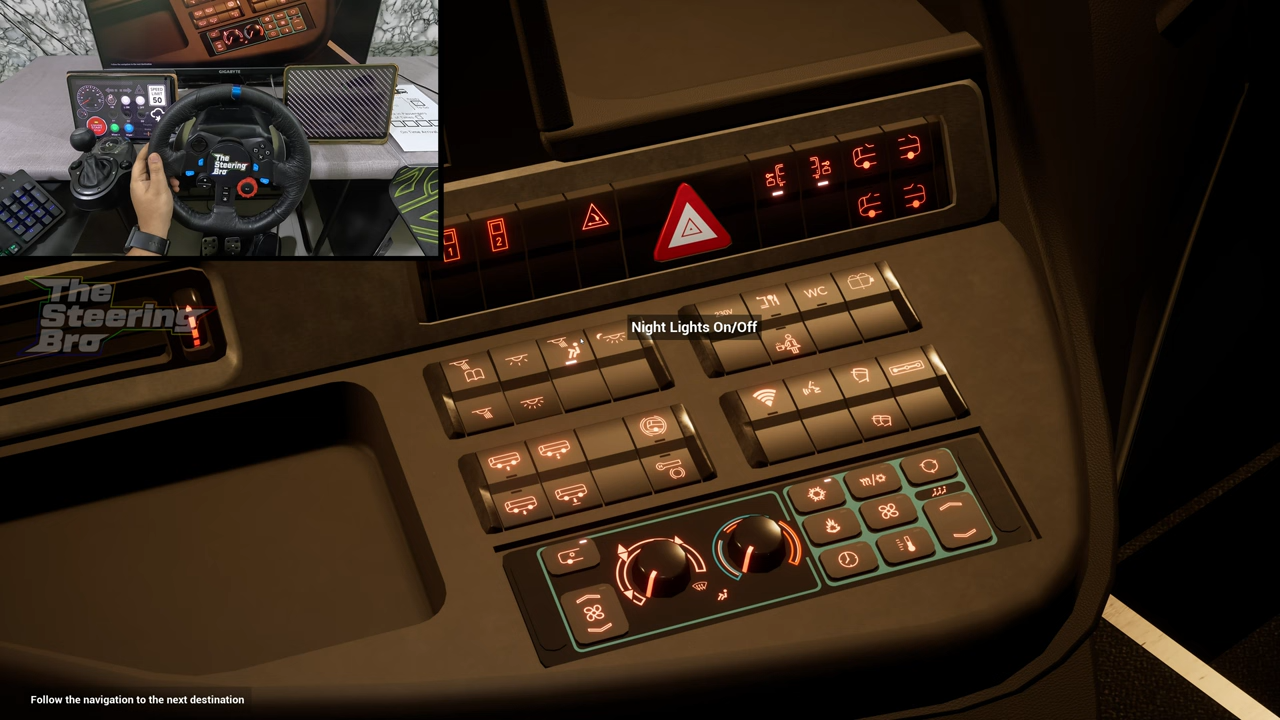 GIGABYTE
SPEED
LIMIT
50
The
Steering
Bro
1
2
The
Steering
Bro
Night Lights On/Off
230V
WC
Follow the navigation to the next destination